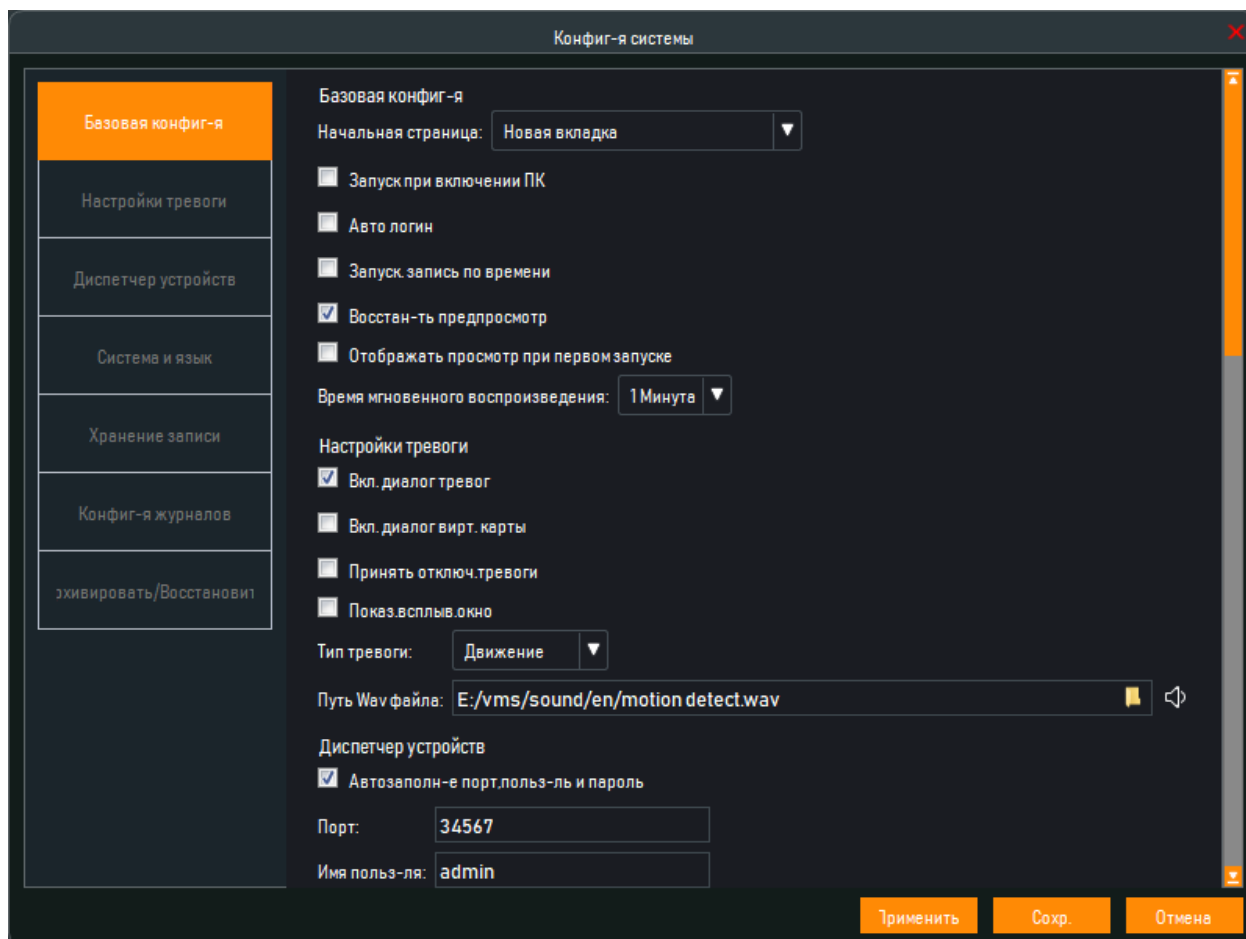 Конфиг-я системы
Базовая конфиг-я
Настройки тревоги
Диспетчер устройств
Система и язык
Хранение записи
Конфиг-я журналов
рхивировать/Восстановит
Базовая конфиг-я
Начальная страница: Новая вкладка
Запуск при включении ПК
Авто логин
Запуск. запись по времени
Восстан-ть предпросмотр
Отображать просмотр при первом запуске
Время мгновенного воспроизведения: 1 Минута
Настройки тревоги
Вкл. диалог тревог
Вкл. диалог вирт. карты
Принять отключ.тревоги
Показ.всплыв.окно
Тип тревоги: Движение
Путь Wav файла: E:/vms/sound/en/motion detect.wav
Диспетчер устройств
Автозаполн-е порт,польз-ль и пароль
Порт: 34567
Имя польз-ля: admin
Применить Сохр. Отмена